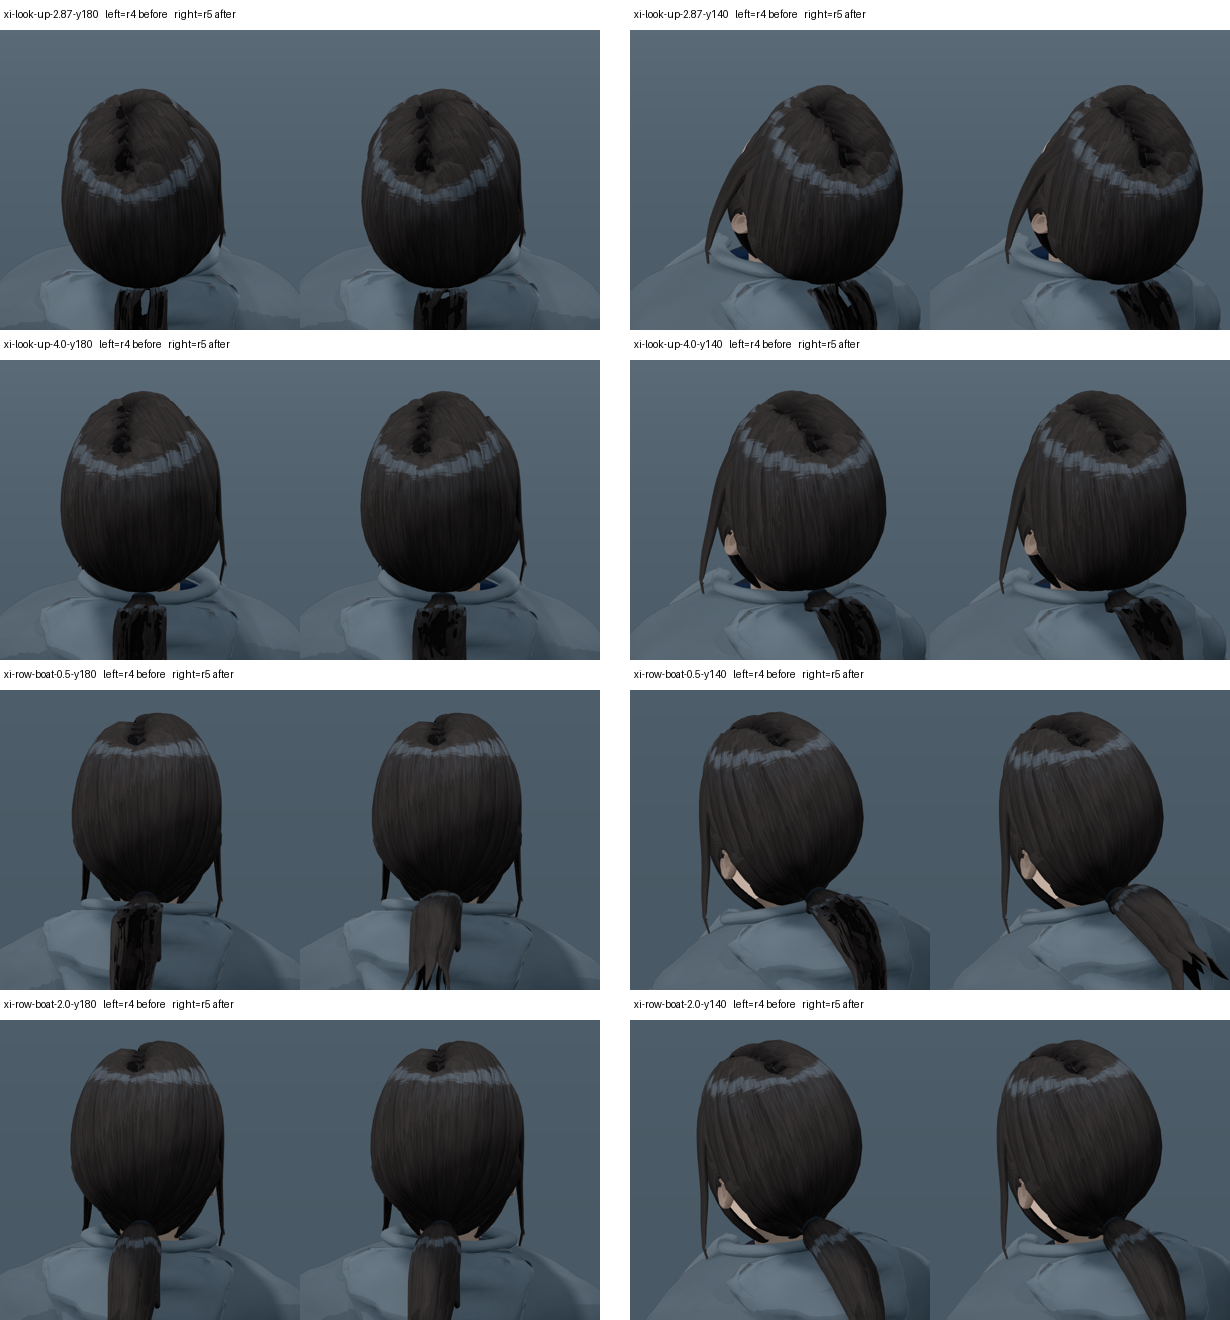 xi-look-up-2.87-y180 left=r4 before right=r5 after
xi-look-up-2.87-y140 left=r4 before right=r5 after
xi-look-up-4.0-y180 left=r4 before right=r5 after
xi-look-up-4.0-y140 left=r4 before right=r5 after
xi-row-boat-0.5-y180 left=r4 before right=r5 after
xi-row-boat-0.5-y140 left=r4 before right=r5 after
xi-row-boat-2.0-y180 left=r4 before right=r5 after
xi-row-boat-2.0-y140 left=r4 before right=r5 after